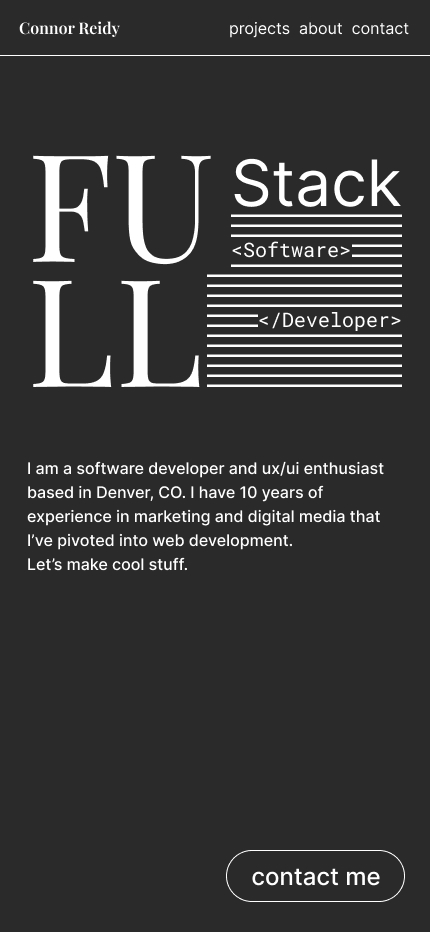 Connor Reidy
projects about contact
FU
Stack
<Software>
LL
</Developer>
I am a software developer and ux/ui enthusiast
based in Denver, CO. I have 10 years of
experience in marketing and digital media that
I’ve pivoted into web development.
Let’s make cool stuff.
contact me